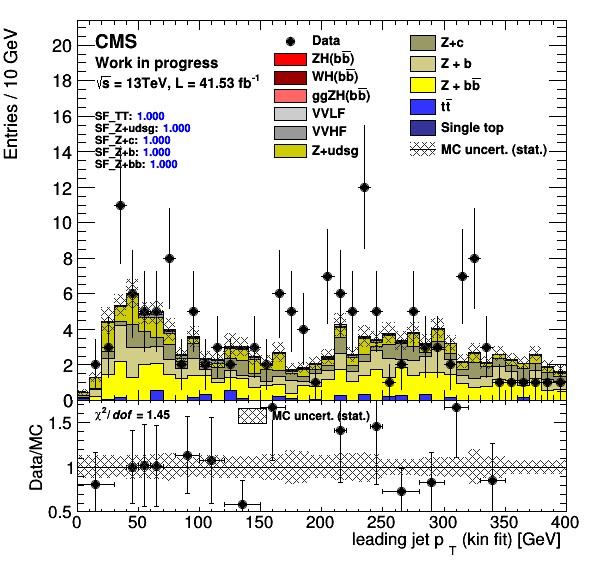 CMS
Work in progress
√s = 13TeV, L = 41.53 fb⁻¹
SF_TT: 1.000
SF_Z+udsg: 1.000
SF_Z+c: 1.000
SF_Z+b: 1.000
SF_Z+bb: 1.000
Data
ZH(bb̅)
WH(bb̅)
ggZH(bb̅)
VVLF
VVHF
Z+udsg
Z+c
Z + b
Z + bb̅
tt̅
Single top
MC uncert. (stat.)
Entries / 10 GeV
20
18
16
14
12
10
8
6
4
2
0
χ²/dof = 1.45
MC uncert. (stat.)
Data/MC
1.5
1
0.5
0 50 100 150 200 250 300 350 400
leading jet p_T (kin fit) [GeV]